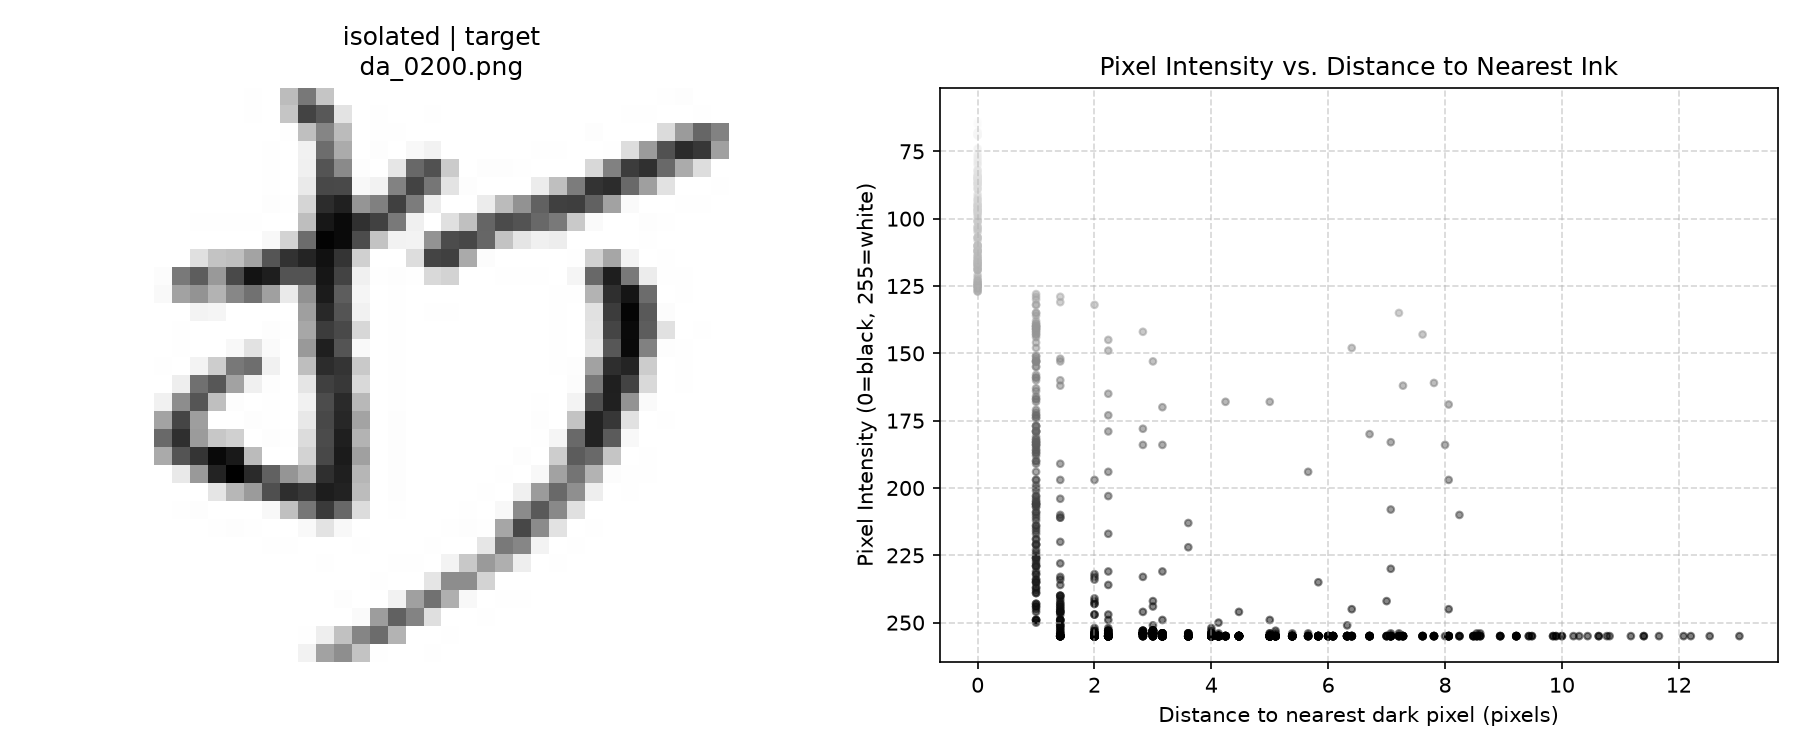 isolated | target
da_0200.png
打
Pixel Intensity vs. Distance to Nearest Ink
Pixel Intensity (0=black, 255=white)
75
100
125
150
175
200
225
250
0 2 4 6 8 10 12
Distance to nearest dark pixel (pixels)